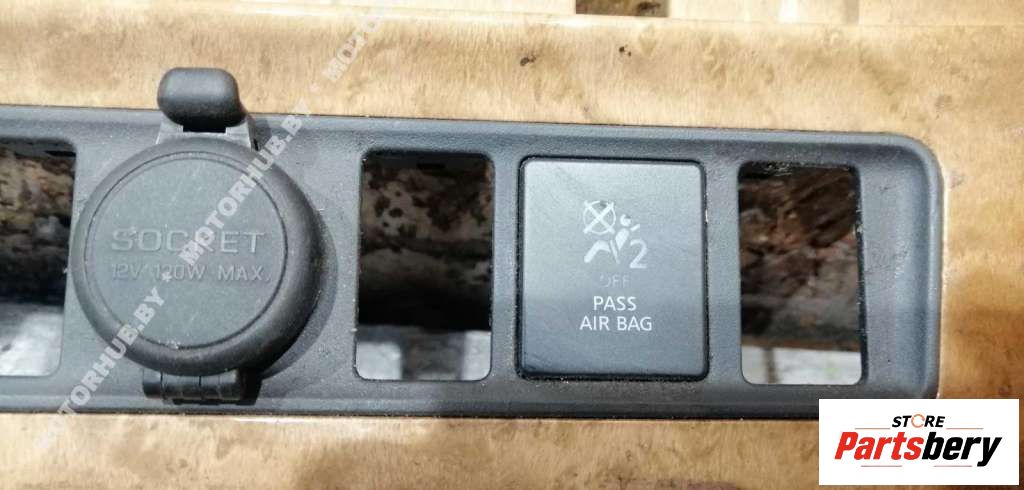 MOTORHUB.BY MOTORHUB.BY MOTORHUB.BY
SOCKET
12V 120W MAX.
2
OFF
PASS
AIR BAG
STORE
Partsbery